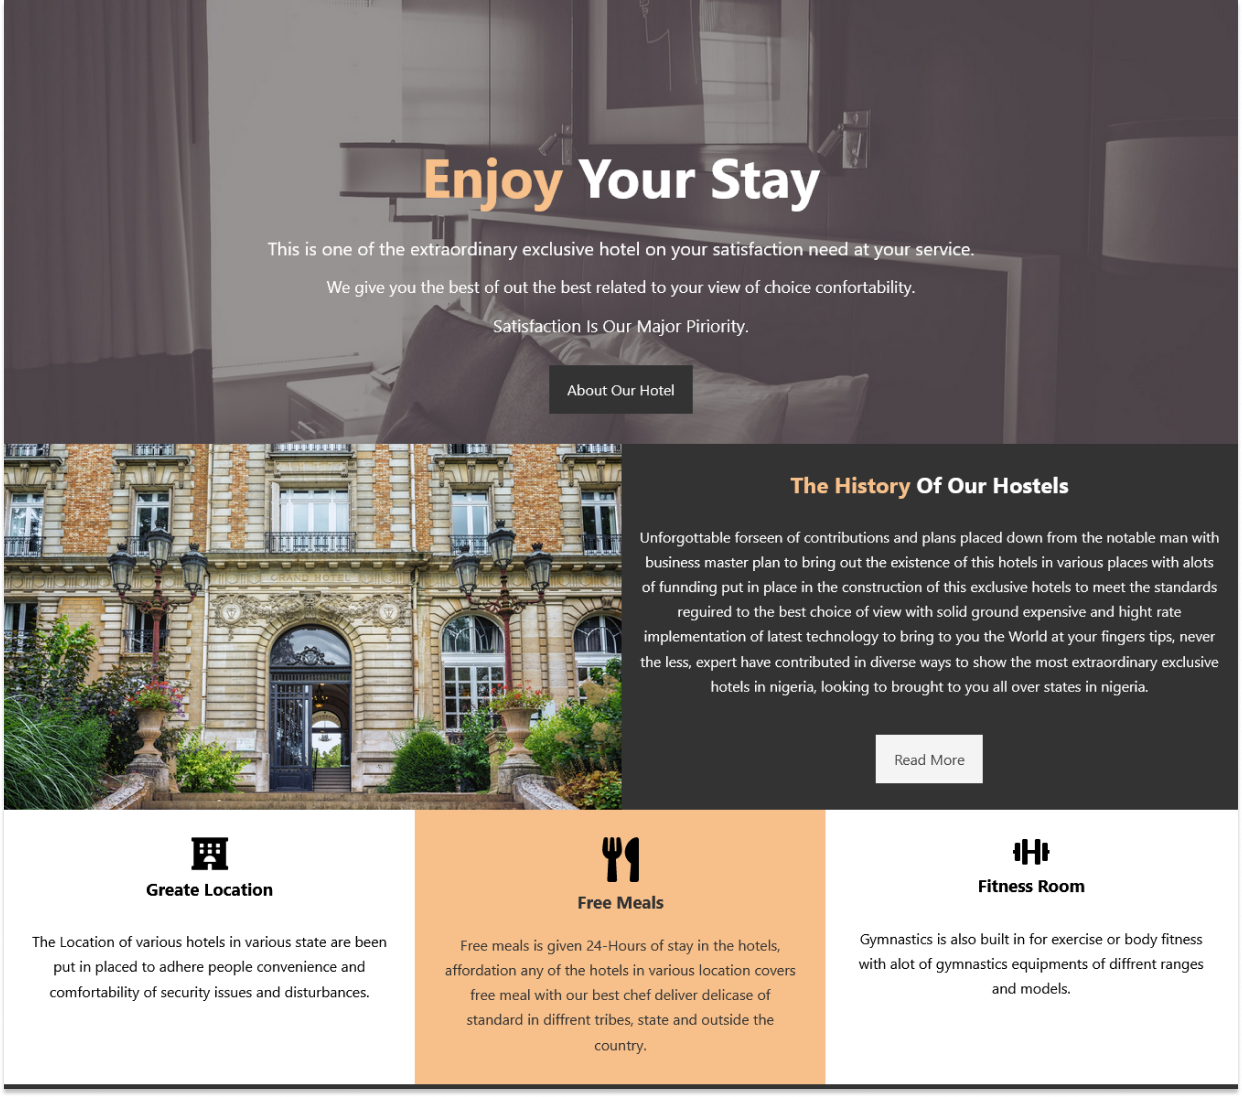 Enjoy Your Stay
This is one of the extraordinary exclusive hotel on your satisfaction need at your service.
We give you the best of out the best related to your view of choice confortability.
Satisfaction Is Our Major Piriority.
About Our Hotel
GRAND HOTEL
The History Of Our Hostels
Unforgottable forseen of contributions and plans placed down from the notable man with
business master plan to bring out the existence of this hotels in various places with alots
of funnding put in place in the construction of this exclusive hotels to meet the standards
reguired to the best choice of view with solid ground expensive and hight rate
implementation of latest technology to bring to you the World at your fingers tips, never
the less, expert have contributed in diverse ways to show the most extraordinary exclusive
hotels in nigeria, looking to brought to you all over states in nigeria.
Read More
Greate Location
The Location of various hotels in various state are been
put in placed to adhere people convenience and
comfortability of security issues and disturbances.
Free Meals
Free meals is given 24-Hours of stay in the hotels,
affordation any of the hotels in various location covers
free meal with our best chef deliver delicase of
standard in diffrent tribes, state and outside the
country.
Fitness Room
Gymnastics is also built in for exercise or body fitness
with alot of gymnastics equipments of diffrent ranges
and models.